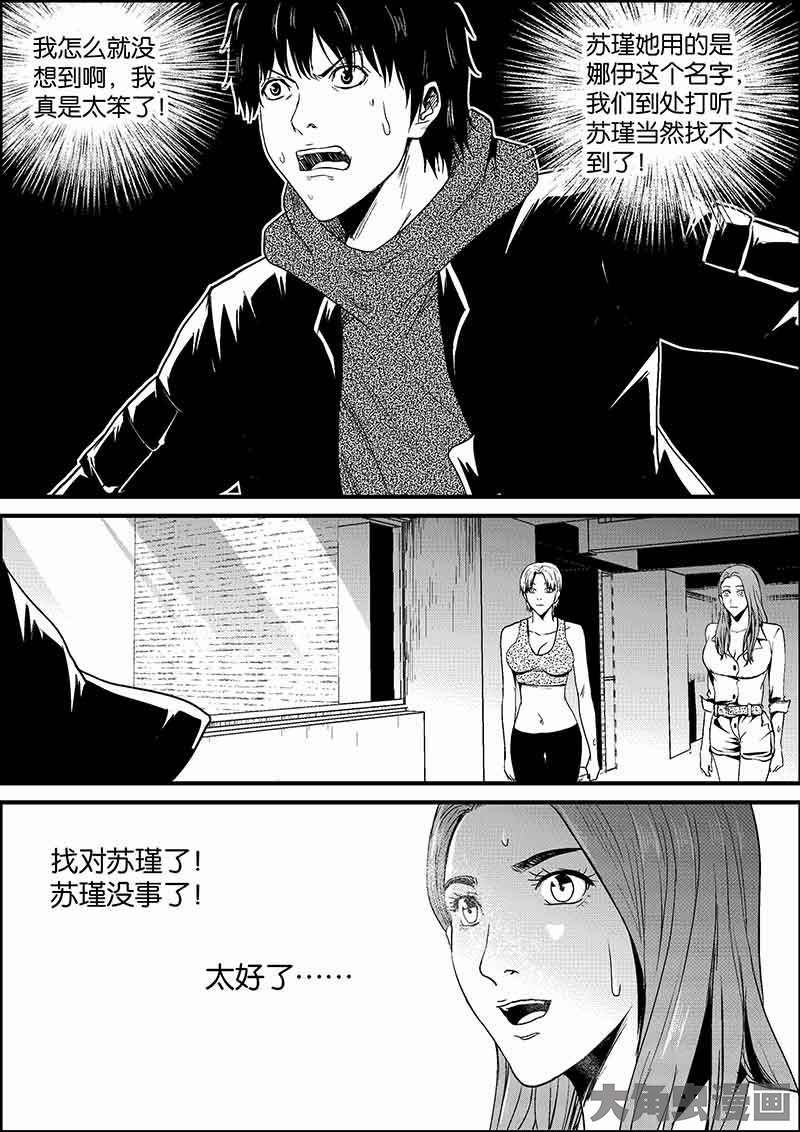 我怎么就没
想到啊，我
真是太笨了！
苏瑾她用的是
娜伊这个名字，
我们到处打听
苏瑾当然找不
到了！
找对苏瑾了！
苏瑾没事了！
太好了……
大角虫漫画